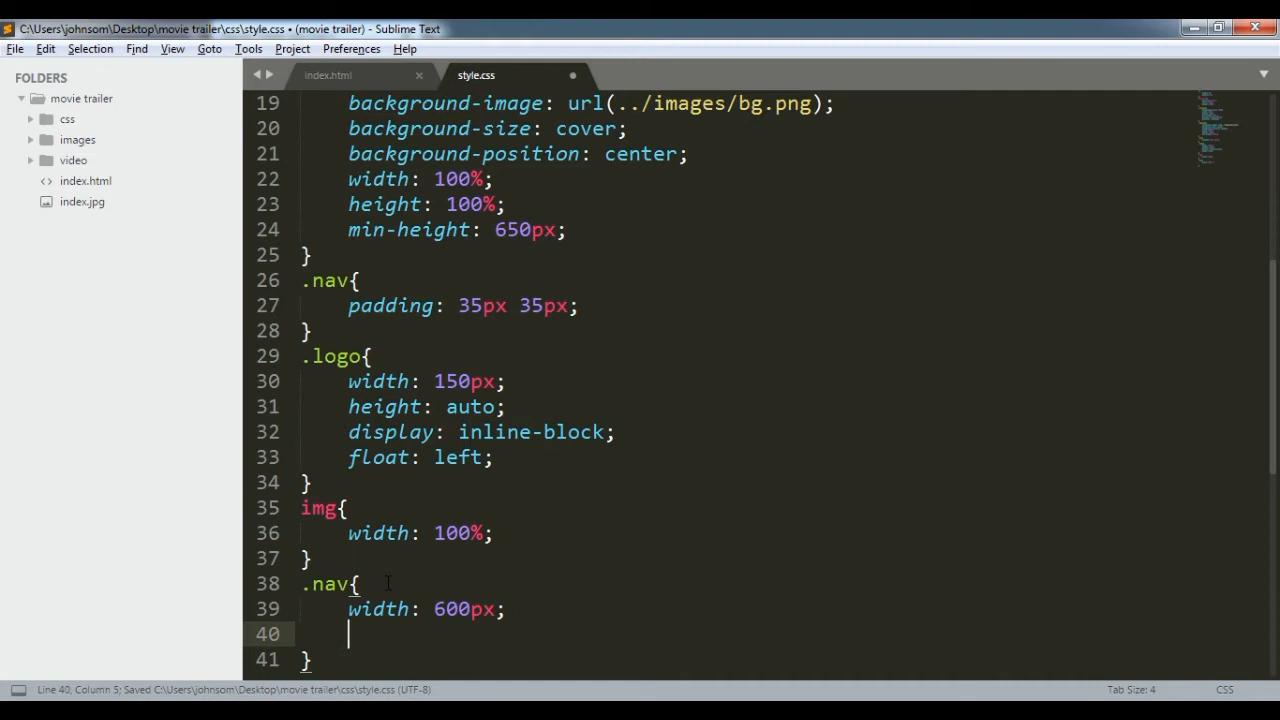 C:\Users\johnsom\Desktop\movie trailer\css\style.css • (movie trailer) - Sublime Text
File Edit Selection Find View Goto Tools Project Preferences Help
FOLDERS
movie trailer
css
images
video
<> index.html
index.jpg
index.html × style.css
19 background-image: url(../images/bg.png);
20 background-size: cover;
21 background-position: center;
22 width: 100%;
23 height: 100%;
24 min-height: 650px;
25 }
26 .nav{
27 padding: 35px 35px;
28 }
29 .logo{
30 width: 150px;
31 height: auto;
32 display: inline-block;
33 float: left;
34 }
35 img{
36 width: 100%;
37 }
38 .nav{
39 width: 600px;
40
41 }
Line 40, Column 5; Saved C:\Users\johnsom\Desktop\movie trailer\css\style.css (UTF-8)
Tab Size: 4
CSS